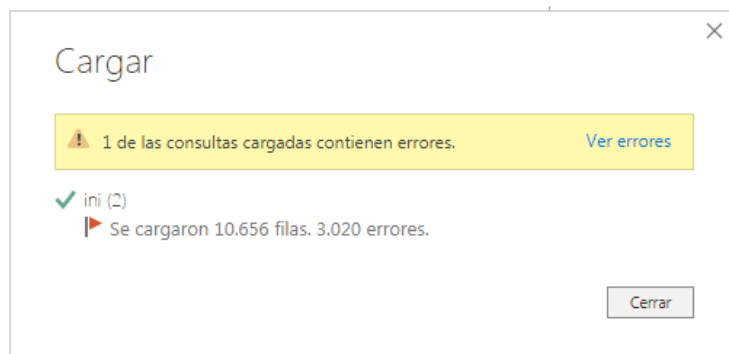 Cargar
1 de las consultas cargadas contienen errores. Ver errores
ini (2)
Se cargaron 10.656 filas. 3.020 errores.
Cerrar